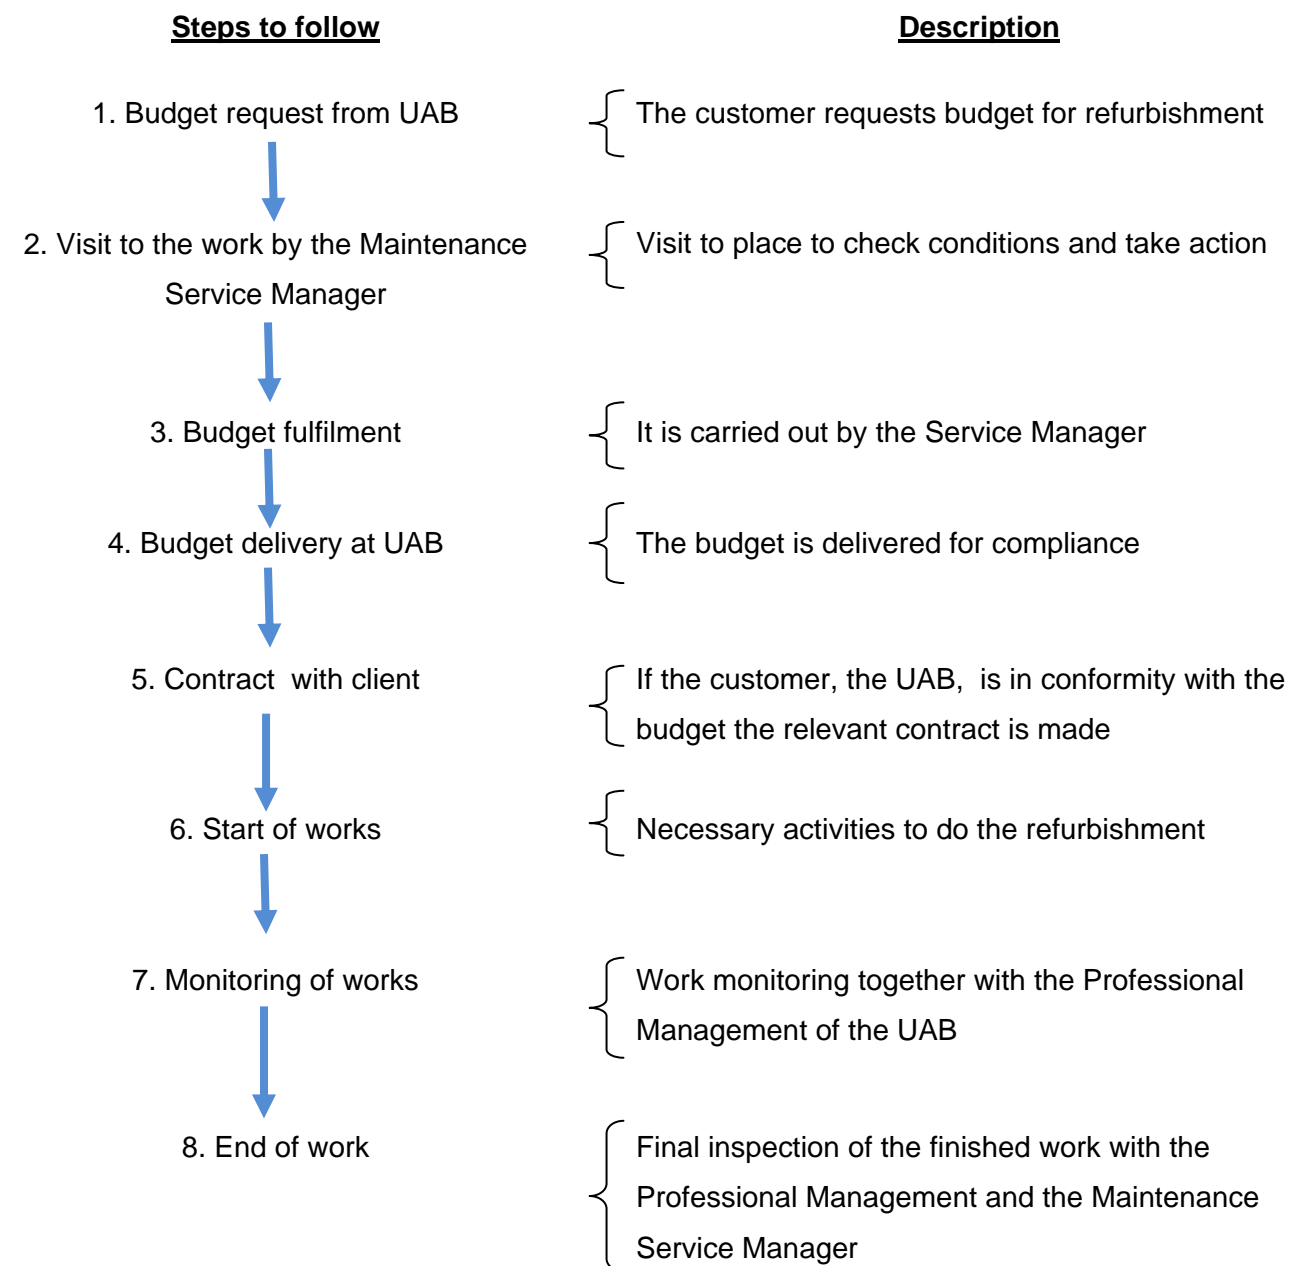 Steps to follow
Description
1. Budget request from UAB
The customer requests budget for refurbishment
2. Visit to the work by the Maintenance
Service Manager
Visit to place to check conditions and take action
3. Budget fulfilment
It is carried out by the Service Manager
4. Budget delivery at UAB
The budget is delivered for compliance
5. Contract  with client
If the customer, the UAB,  is in conformity with the
budget the relevant contract is made
6. Start of works
Necessary activities to do the refurbishment
7. Monitoring of works
Work monitoring together with the Professional
Management of the UAB
8. End of work
Final inspection of the finished work with the
Professional Management and the Maintenance
Service Manager